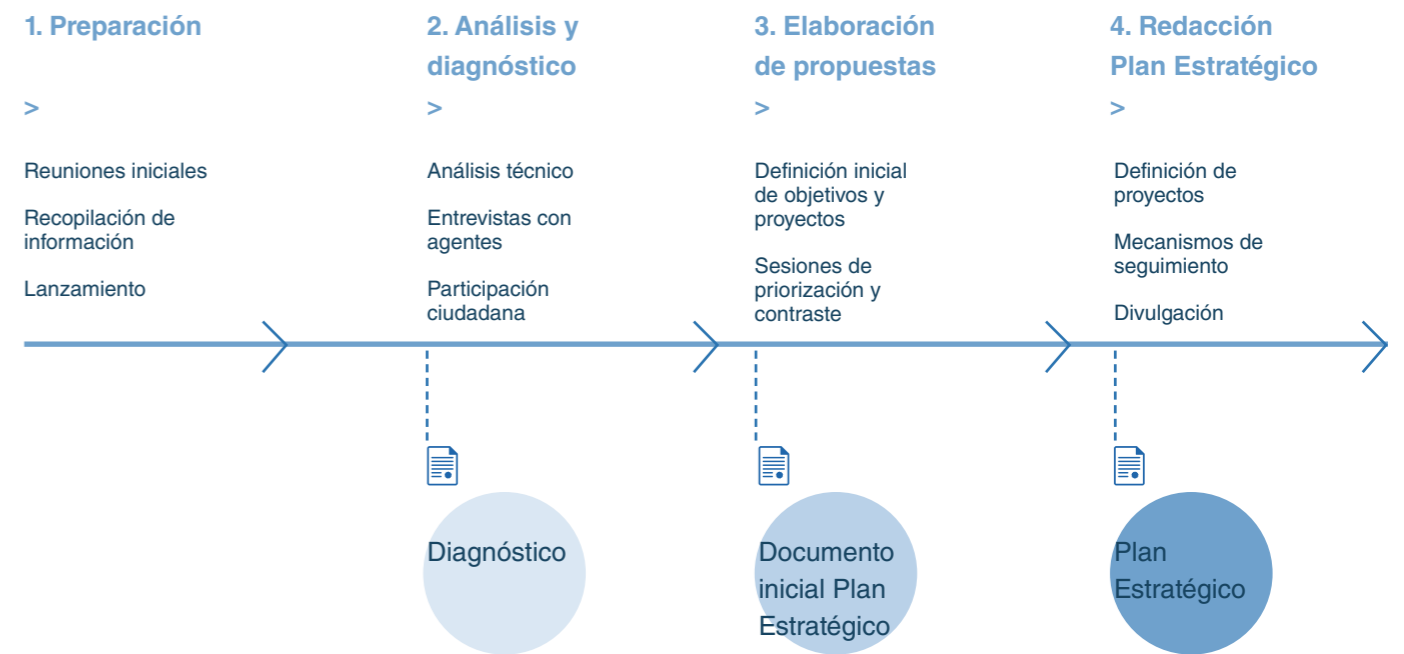 1. Preparación
>
Reuniones iniciales
Recopilación de
información
Lanzamiento
2. Análisis y
diagnóstico
>
Análisis técnico
Entrevistas con
agentes
Participación
ciudadana
Diagnóstico
3. Elaboración
de propuestas
>
Definición inicial
de objetivos y
proyectos
Sesiones de
priorización y
contraste
Documento
inicial Plan
Estratégico
4. Redacción
Plan Estratégico
>
Definición de
proyectos
Mecanismos de
seguimiento
Divulgación
Plan
Estratégico